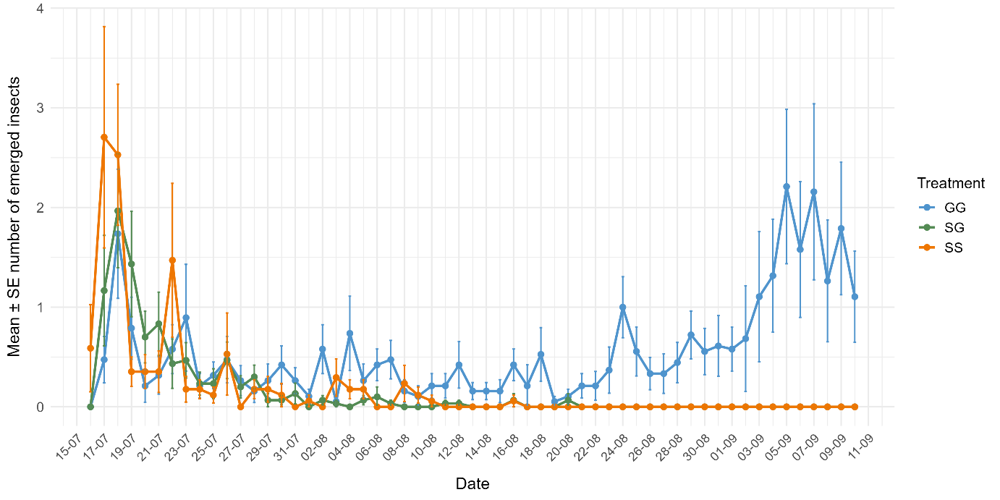 Mean ± SE number of emerged insects
4
3
2
1
0
15-07 17-07 19-07 21-07 23-07 25-07 27-07 29-07 31-07 02-08 04-08 06-08 08-08 10-08 12-08 14-08 16-08 18-08 20-08 22-08 24-08 26-08 28-08 30-08 01-09 03-09 05-09 07-09 09-09 11-09
Date
Treatment
GG
SG
SS